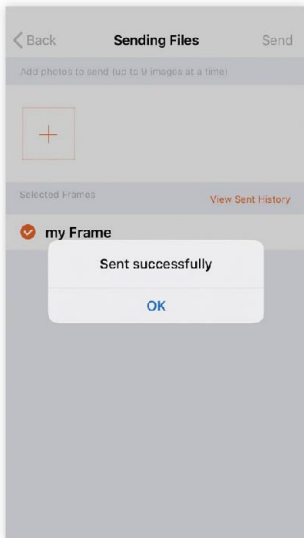 Back
Sending Files
Send
Add photos to send (up to 9 images at a time)
Selected Frames
View Sent History
my Frame
Sent successfully
OK